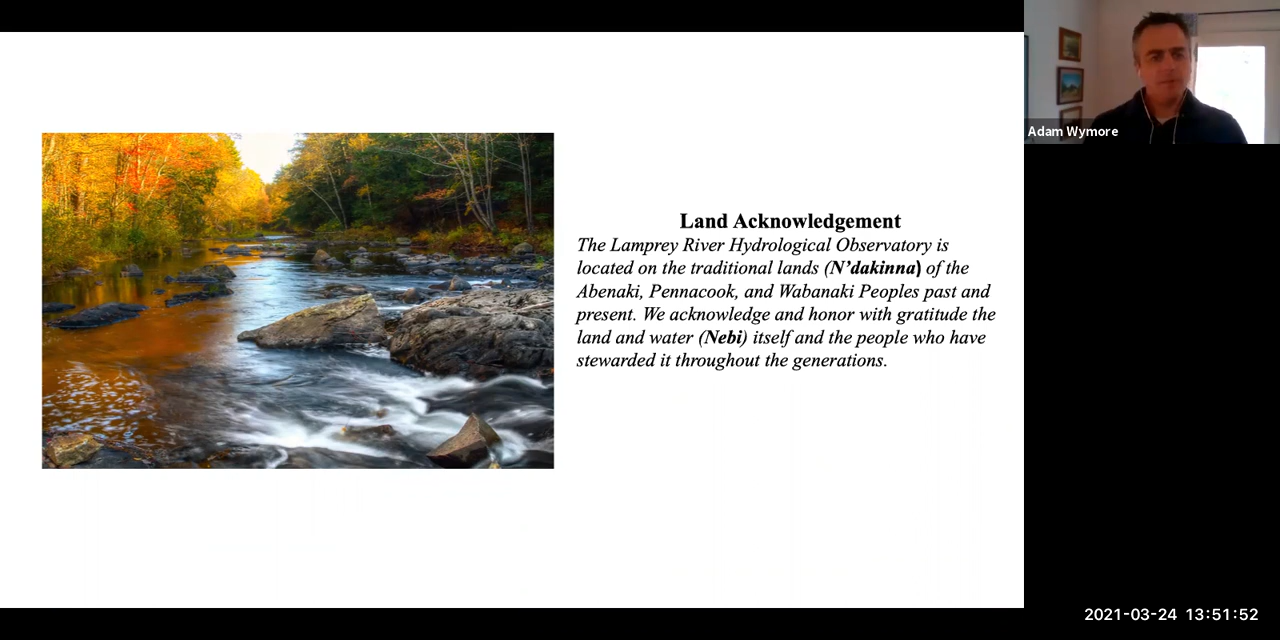 Adam Wymore
Land Acknowledgement
The Lamprey River Hydrological Observatory is
located on the traditional lands (N’dakinna) of the
Abenaki, Pennacook, and Wabanaki Peoples past and
present. We acknowledge and honor with gratitude the
land and water (Nebi) itself and the people who have
stewarded it throughout the generations.
2021-03-24 13:51:52